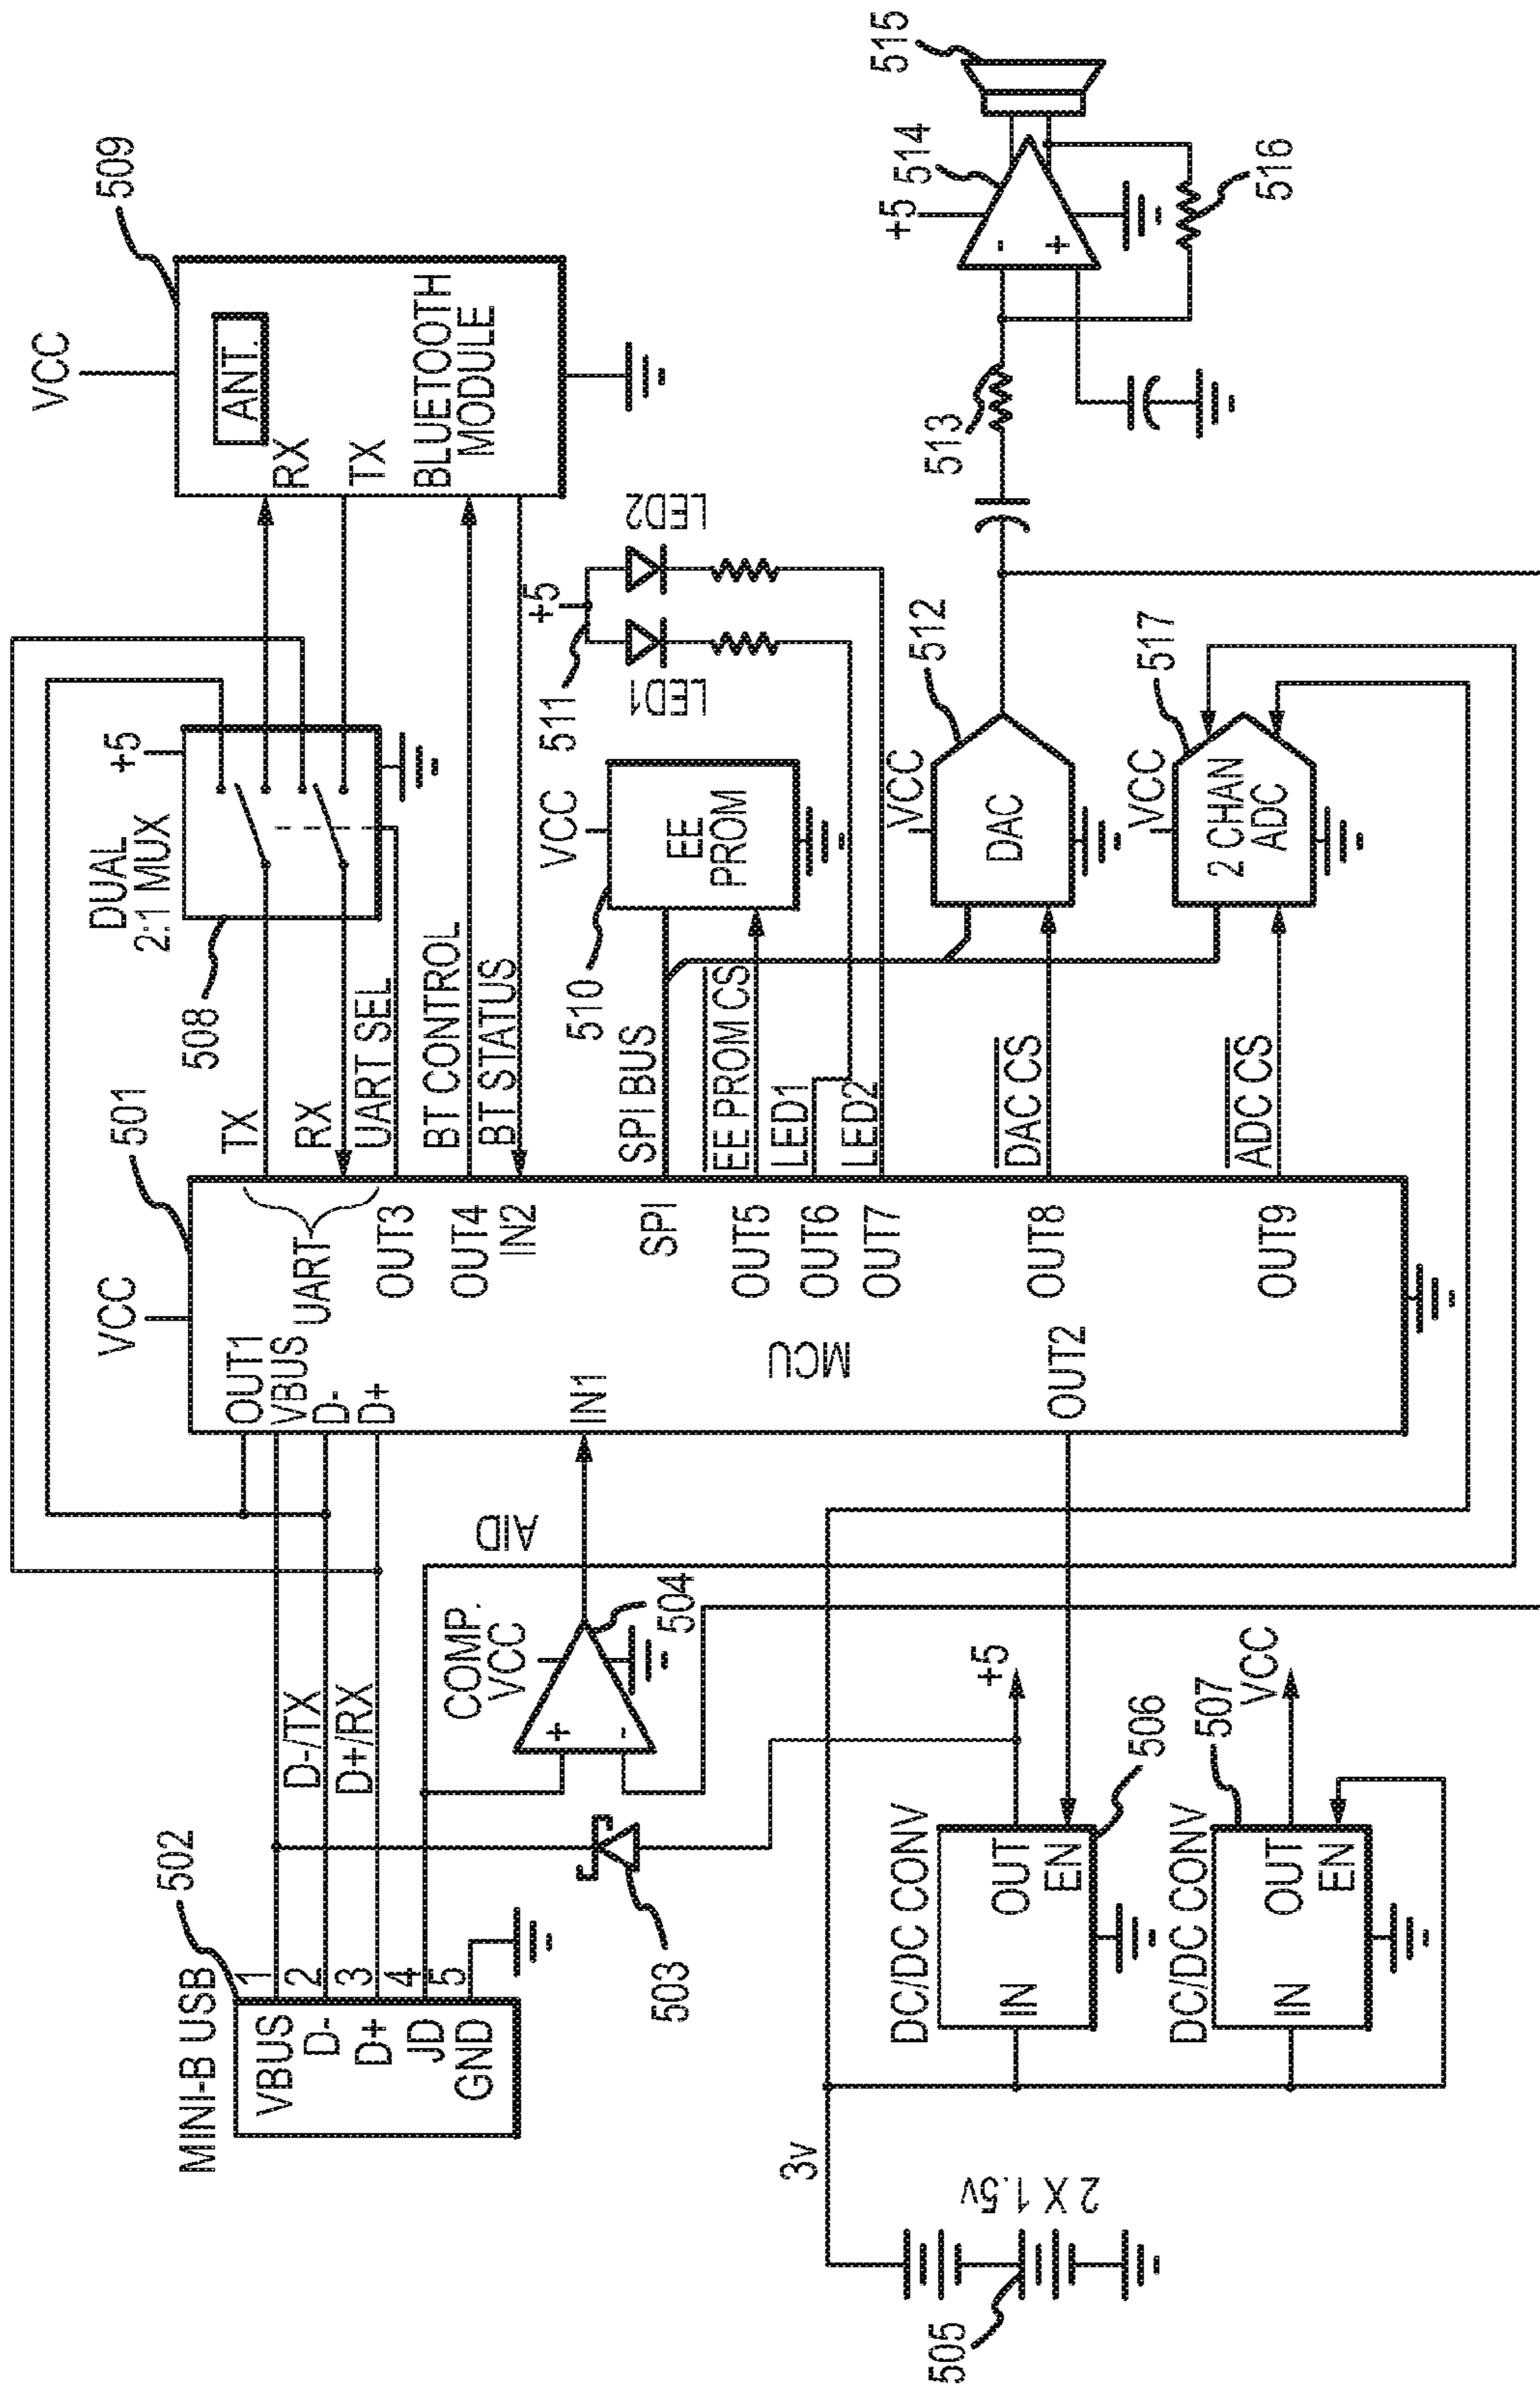 MINI-B USB
502
VBUS
D-
D+
JD
GND
1
2
3
4
5
D-/TX
D+/RX
503
COMP.
VCC
+
-
504
AID
3v
2 X 1.5v
505
DC/DC CONV
IN
OUT
EN
506
+5
DC/DC CONV
IN
OUT
EN
507
VCC
VCC
501
OUT1
VBUS
D-
D+
IN1
OUT2
MCU
UART
OUT3
OUT4
IN2
SPI
OUT5
OUT6
OUT7
OUT8
OUT9
TX
RX
UART SEL
BT CONTROL
BT STATUS
SPI BUS
EE PROM CS
LED1
LED2
DAC CS
ADC CS
DUAL
2:1 MUX
+5
508
VCC
509
ANT.
RX
TX
BLUETOOTH
MODULE
VCC
EE
PROM
510
+5
511
LED1
LED2
VCC
DAC
512
VCC
2 CHAN
ADC
517
513
+5
514
-
+
515
516